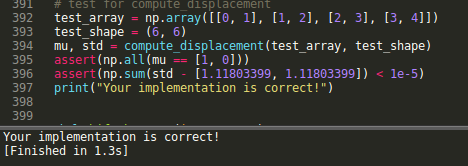 391 # test for compute_displacement
392 test_array = np.array([[0, 1], [1, 2], [2, 3], [3, 4]])
393 test_shape = (6, 6)
394 mu, std = compute_displacement(test_array, test_shape)
395 assert(np.all(mu == [1, 0]))
396 assert(np.sum(std - [1.11803399, 1.11803399]) < 1e-5)
397 print("Your implementation is correct!")
398
399
Your implementation is correct!
[Finished in 1.3s]